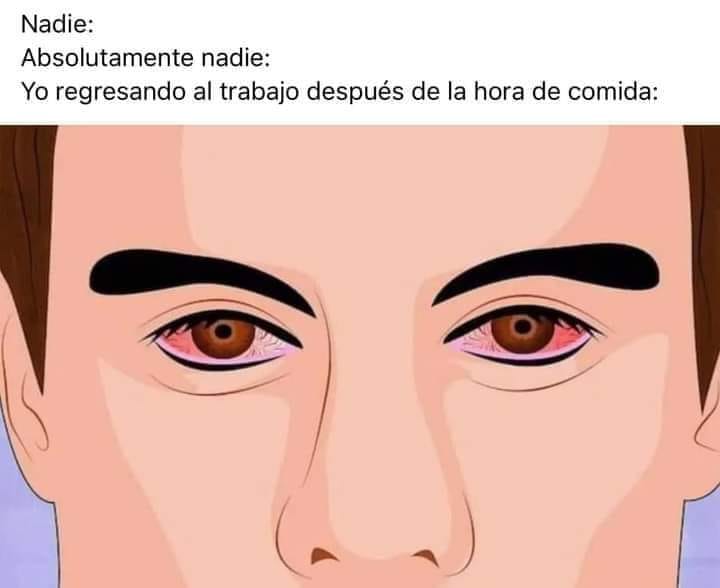 Nadie:
Absolutamente nadie:
Yo regresando al trabajo después de la hora de comida: